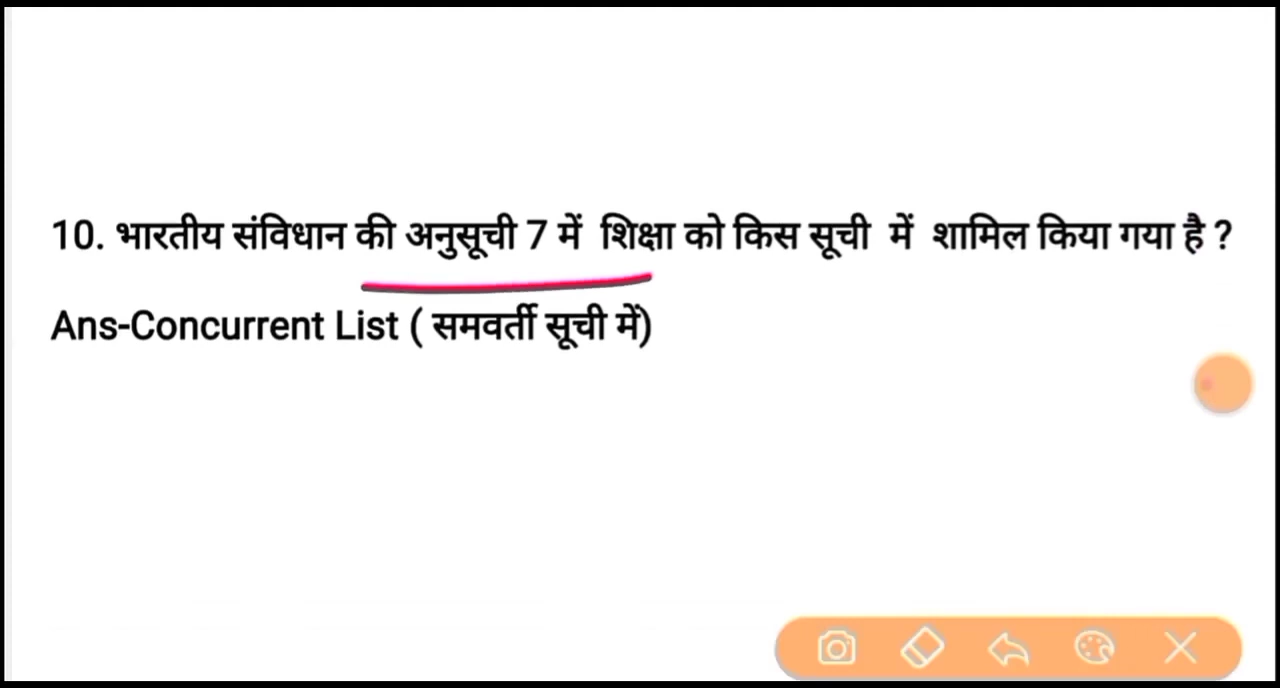 10. भारतीय संविधान की अनुसूची 7 में शिक्षा को किस सूची में शामिल किया गया है ?
Ans-Concurrent List ( समवर्ती सूची में)